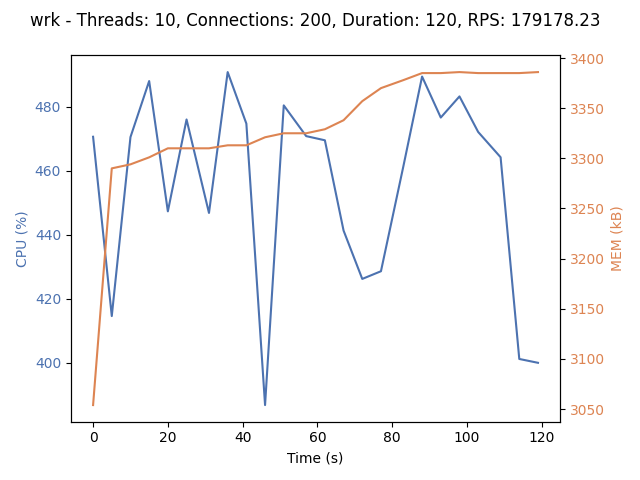 wrk - Threads: 10, Connections: 200, Duration: 120, RPS: 179178.23
480
460
440
420
400
CPU (%)
3400
3350
3300
3250
3200
3150
3100
3050
MEM (kB)
0 20 40 60 80 100 120
Time (s)